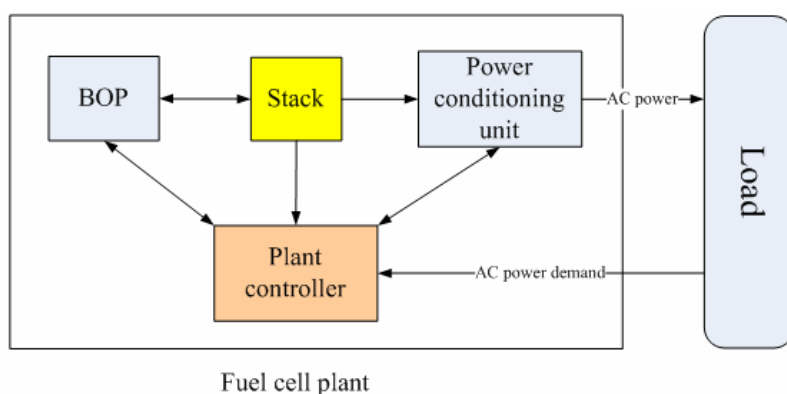 BOP
Stack
Power
conditioning
unit
AC power
Load
Plant
controller
AC power demand
Fuel cell plant